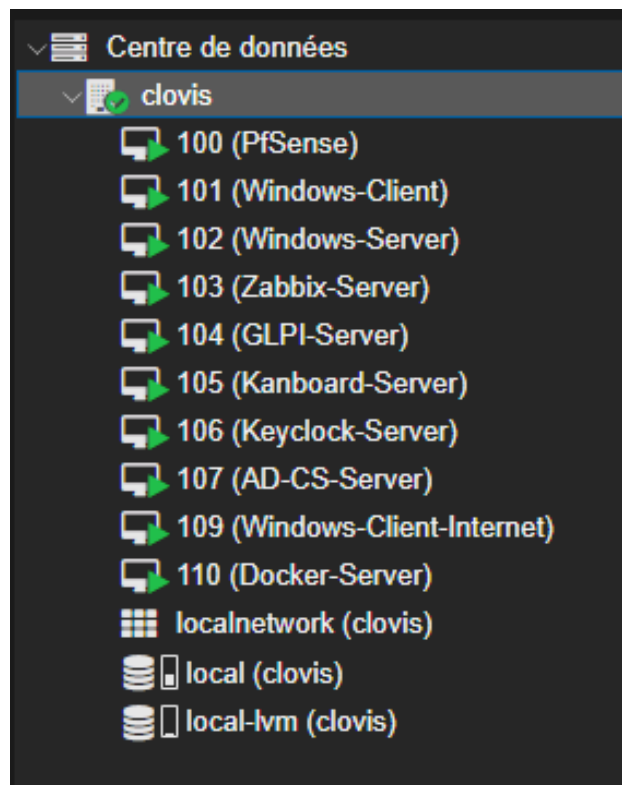 Centre de données
clovis
100 (PfSense)
101 (Windows-Client)
102 (Windows-Server)
103 (Zabbix-Server)
104 (GLPI-Server)
105 (Kanboard-Server)
106 (Keyclock-Server)
107 (AD-CS-Server)
109 (Windows-Client-Internet)
110 (Docker-Server)
localnetwork (clovis)
local (clovis)
local-lvm (clovis)